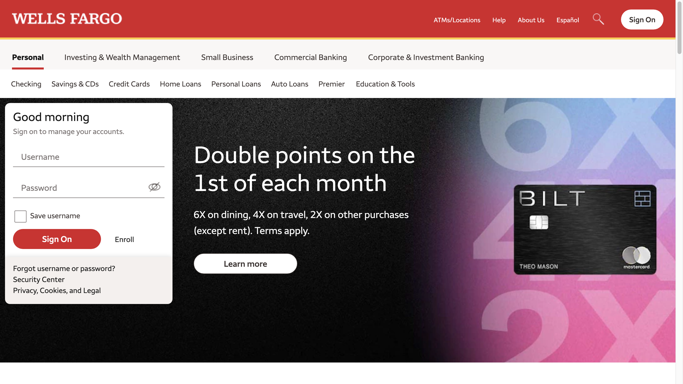 WELLS FARGO
ATMs/Locations Help About Us Español Sign On
Personal Investing & Wealth Management Small Business Commercial Banking Corporate & Investment Banking
Checking Savings & CDs Credit Cards Home Loans Personal Loans Auto Loans Premier Education & Tools
Good morning
Sign on to manage your accounts.
Username
Password
Save username
Sign On Enroll
Forgot username or password?
Security Center
Privacy, Cookies, and Legal
Double points on the
1st of each month
6X on dining, 4X on travel, 2X on other purchases
(except rent). Terms apply.
Learn more
6X
4X
2X
BILT
THEO MASON
mastercard